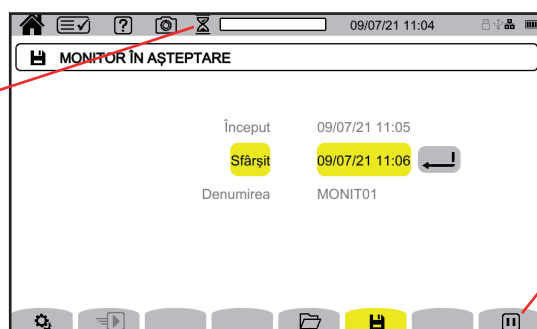 ? 09/07/21 11:04
MONITOR ÎN AȘTEPTARE
Început 09/07/21 11:05
Sfârșit 09/07/21 11:06
Denumirea MONIT01